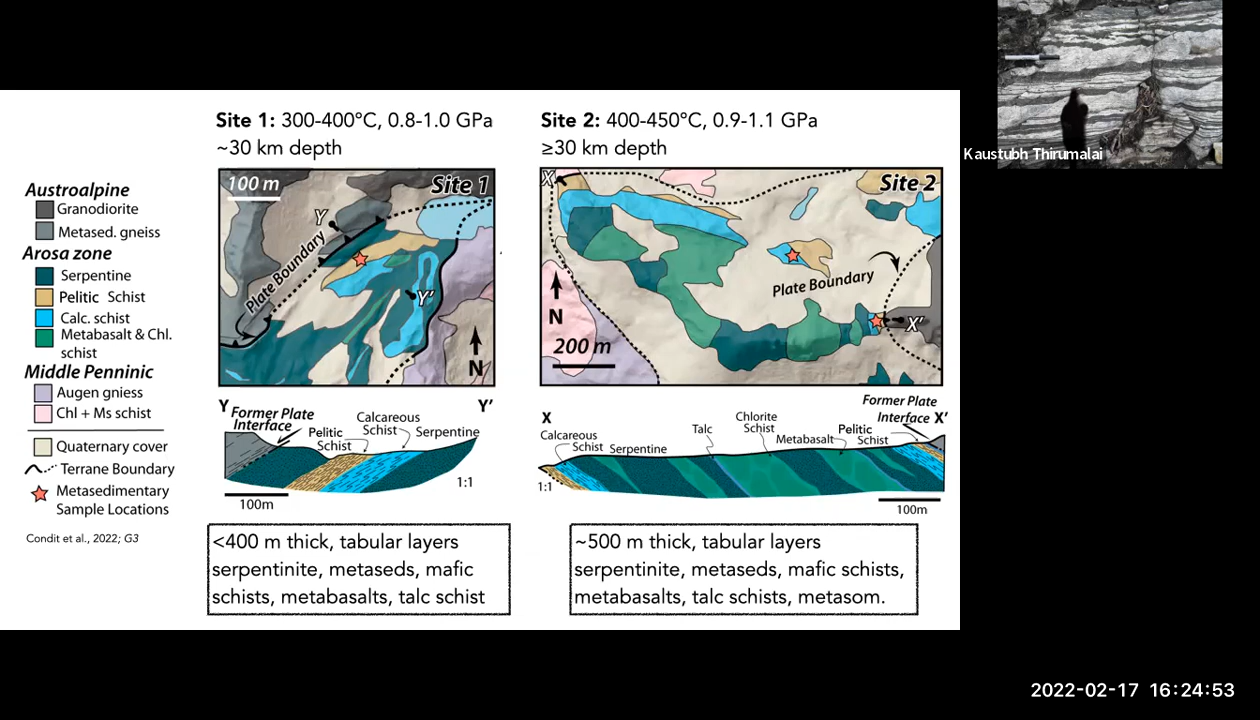 Site 1: 300-400°C, 0.8-1.0 GPa
~30 km depth
Site 2: 400-450°C, 0.9-1.1 GPa
≥30 km depth
Kaustubh Thirumalai
Austroalpine
Granodiorite
Metased. gneiss
Arosa zone
Serpentine
Pelitic Schist
Calc. schist
Metabasalt & Chl.
schist
Middle Penninic
Augen gniess
Chl + Ms schist
Quaternary cover
Terrane Boundary
Metasedimentary
Sample Locations
Condit et al., 2022; G3
100 m
Site 1
Y
Plate Boundary
Y'
N
X
Site 2
Plate Boundary
N
200 m
X'
Y
Former Plate
Interface
Pelitic
Schist
Calcareous
Schist
Serpentine
Y'
1:1
100m
X
Calcareous
Schist
Serpentine
Talc
Chlorite
Schist
Metabasalt
Pelitic
Schist
Former Plate
Interface
X'
1:1
100m
<400 m thick, tabular layers
serpentinite, metaseds, mafic
schists, metabasalts, talc schist
~500 m thick, tabular layers
serpentinite, metaseds, mafic schists,
metabasalts, talc schists, metasom.
2022-02-17 16:24:53